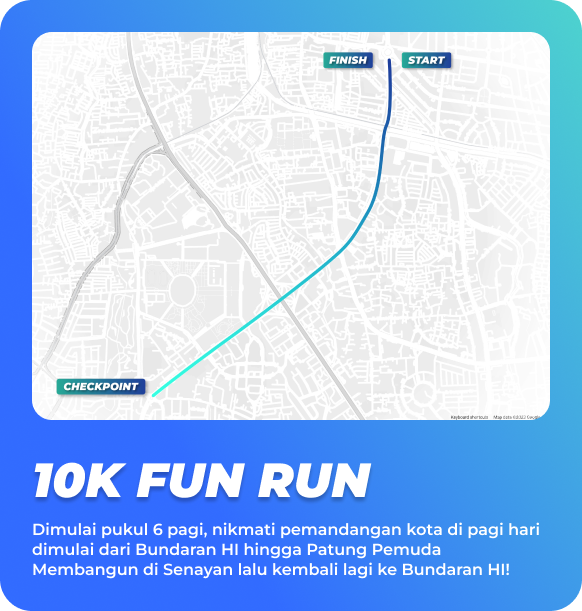 FINISH START
CHECKPOINT
Keyboard shortcuts Map data ©2023 Google
10K FUN RUN
Dimulai pukul 6 pagi, nikmati pemandangan kota di pagi hari
dimulai dari Bundaran HI hingga Patung Pemuda
Membangun di Senayan lalu kembali lagi ke Bundaran HI!